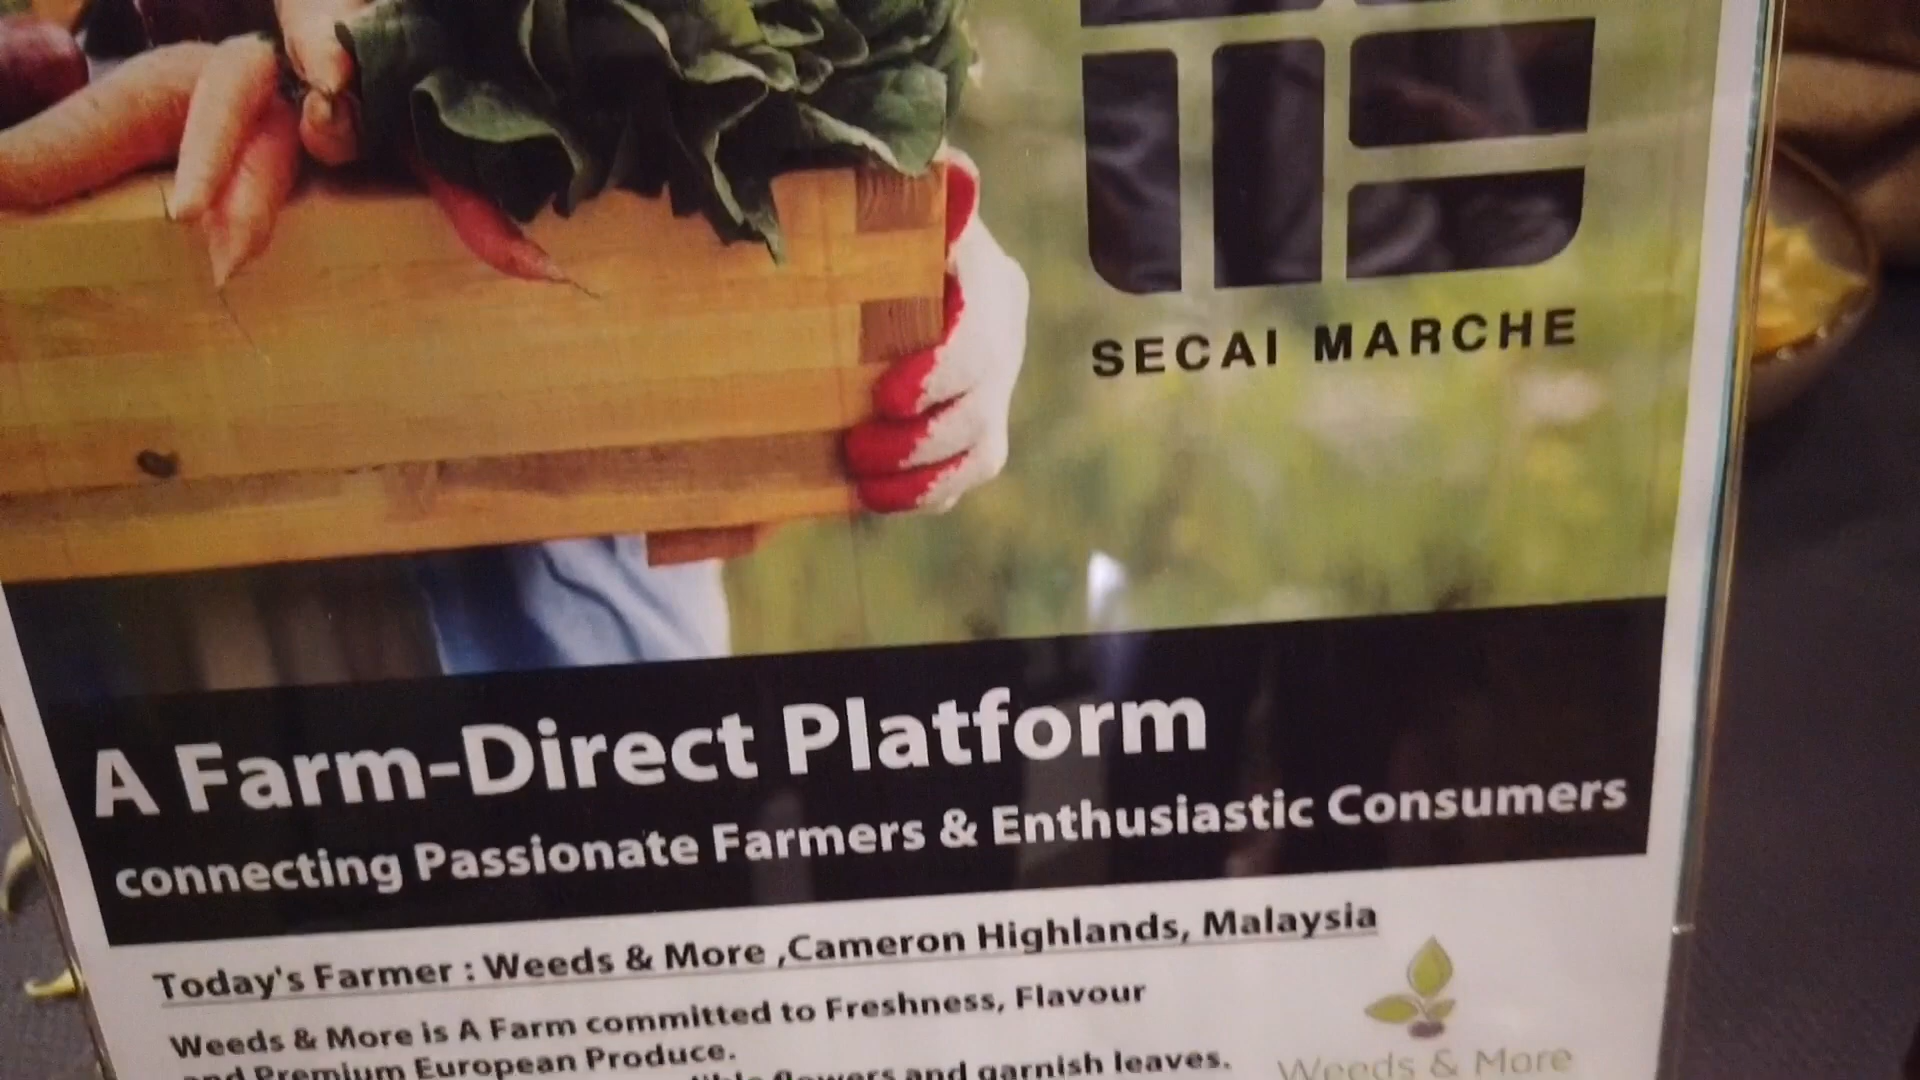 SECAI MARCHE
A Farm-Direct Platform
connecting Passionate Farmers & Enthusiastic Consumers
Today's Farmer : Weeds & More ,Cameron Highlands, Malaysia
Weeds & More is A Farm committed to Freshness, Flavour
and Premium European Produce.
flowers and garnish leaves.
Weeds & More